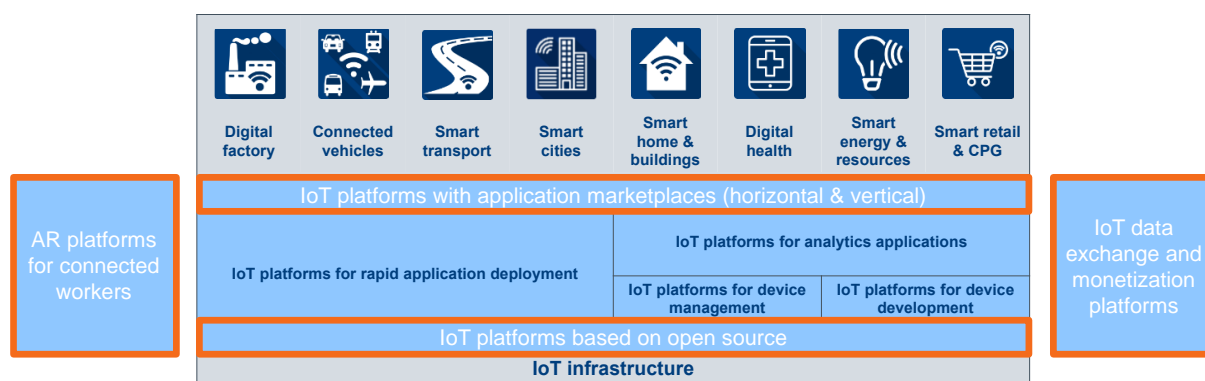 Digital
factory
Connected
vehicles
Smart
transport
Smart
cities
Smart
home &
buildings
Digital
health
Smart
energy &
resources
Smart retail
& CPG
IoT platforms with application marketplaces (horizontal & vertical)
AR platforms
for connected
workers
IoT platforms for rapid application deployment
IoT platforms for analytics applications
IoT platforms for device
management
IoT platforms for device
development
IoT data
exchange and
monetization
platforms
IoT platforms based on open source
IoT infrastructure